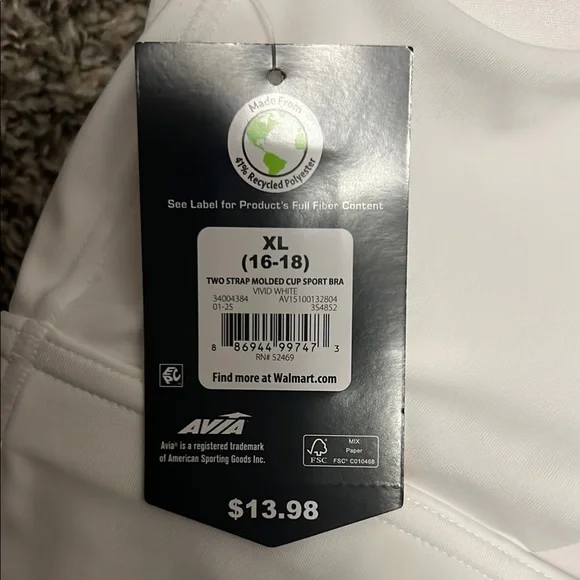 Made From
41% Recycled Polyester
See Label for Product's Full Fiber Content
XL
(16-18)
TWO STRAP MOLDED CUP SPORT BRA
VIVID WHITE
34004384 AV15100132804
01-25 354852
8 86944 99747 3
RN# 52469
Find more at Walmart.com
AVIA
Avia® is a registered trademark
of American Sporting Goods Inc.
FSC
MIX
Paper
FSC® C010468
$13.98